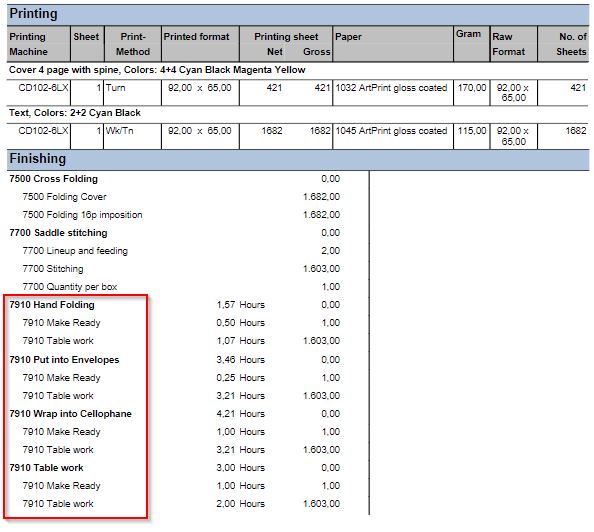 Printing
Printing Machine Sheet Print-Method Printed format Printing sheet Net Gross Paper Gram Raw Format No. of Sheets
Cover 4 page with spine, Colors: 4+4 Cyan Black Magenta Yellow
CD102-6LX 1 Turn 92,00 x 65,00 421 421 1032 ArtPrint gloss coated 170,00 92,00 x 65,00 421
Text, Colors: 2+2 Cyan Black
CD102-6LX 1 Wk/Tn 92,00 x 65,00 1682 1682 1045 ArtPrint gloss coated 115,00 92,00 x 65,00 1682
Finishing
7500 Cross Folding 0,00
7500 Folding Cover 1.682,00
7500 Folding 16p imposition 1.682,00
7700 Saddle stitching 0,00
7700 Lineup and feeding 2,00
7700 Stitching 1.603,00
7700 Quantity per box 1,00
7910 Hand Folding 1,57 Hours 0,00
7910 Make Ready 0,50 Hours 1,00
7910 Table work 1,07 Hours 1.603,00
7910 Put into Envelopes 3,46 Hours 0,00
7910 Make Ready 0,25 Hours 1,00
7910 Table work 3,21 Hours 1.603,00
7910 Wrap into Cellophane 4,21 Hours 0,00
7910 Make Ready 1,00 Hours 1,00
7910 Table work 3,21 Hours 1.603,00
7910 Table work 3,00 Hours 0,00
7910 Make Ready 1,00 Hours 1,00
7910 Table work 2,00 Hours 1.603,00